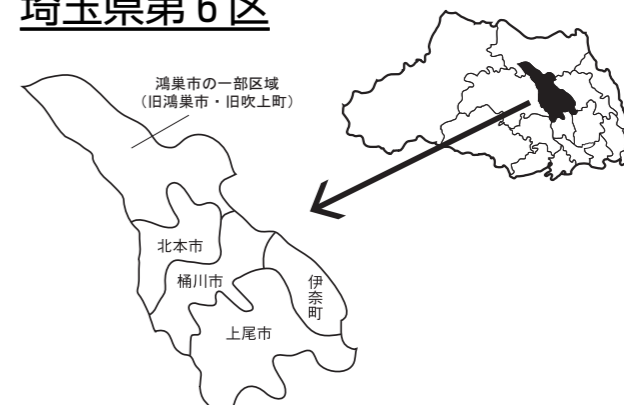 埼玉県第6区
鴻巣市の一部区域
（旧鴻巣市・旧吹上町）
北本市
桶川市
伊奈町
上尾市